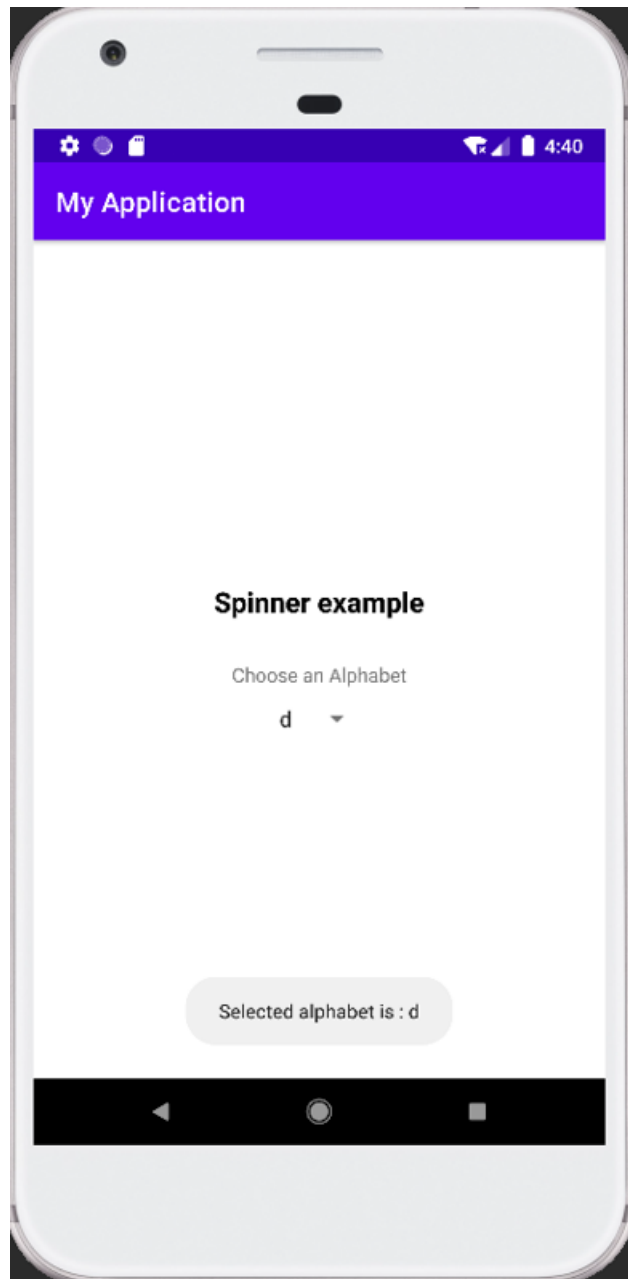 4:40
My Application
Spinner example
Choose an Alphabet
d
Selected alphabet is : d